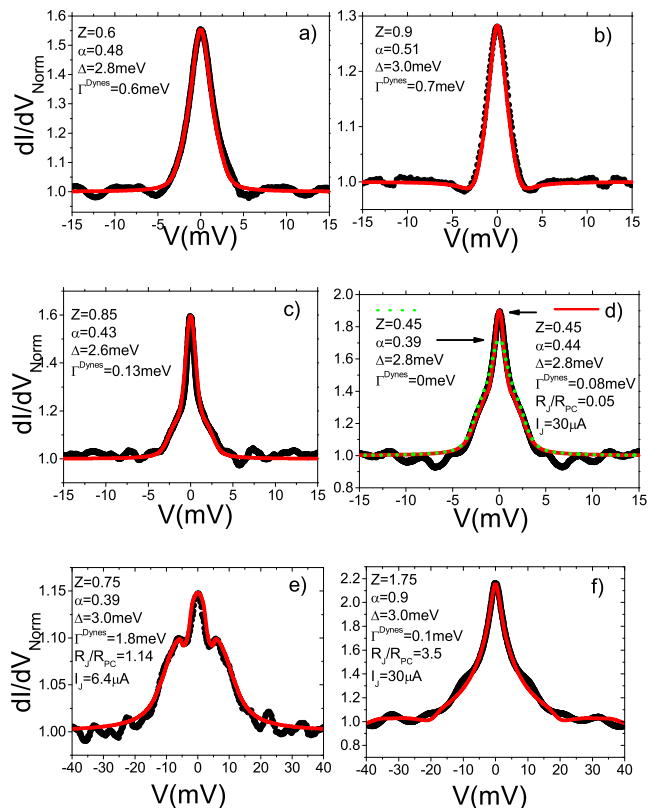 a)
Z=0.6
α=0.48
Δ=2.8meV
Γ^Dynes=0.6meV
dI/dV_Norm
1.6
1.5
1.4
1.3
1.2
1.1
1.0
-15 -10 -5 0 5 10 15
V(mV)
b)
Z=0.9
α=0.51
Δ=3.0meV
Γ^Dynes=0.7meV
1.3
1.2
1.1
1.0
-15 -10 -5 0 5 10 15
V(mV)
c)
Z=0.85
α=0.43
Δ=2.6meV
Γ^Dynes=0.13meV
dI/dV_Norm
1.6
1.4
1.2
1.0
-15 -10 -5 0 5 10 15
V(mV)
d)
Z=0.45
α=0.39
Δ=2.8meV
Γ^Dynes=0meV
Z=0.45
α=0.44
Δ=2.8meV
Γ^Dynes=0.08meV
R_J/R_PC=0.05
I_J=30μA
2.0
1.8
1.6
1.4
1.2
1.0
0.8
-15 -10 -5 0 5 10 15
V(mV)
e)
Z=0.75
α=0.39
Δ=3.0meV
Γ^Dynes=1.8meV
R_J/R_PC=1.14
I_J=6.4μA
dI/dV_Norm
1.15
1.10
1.05
1.00
-40 -30 -20 -10 0 10 20 30 40
V(mV)
f)
Z=1.75
α=0.9
Δ=3.0meV
Γ^Dynes=0.1meV
R_J/R_PC=3.5
I_J=30μA
2.2
2.0
1.8
1.6
1.4
1.2
1.0
0.8
-40 -30 -20 -10 0 10 20 30 40
V(mV)